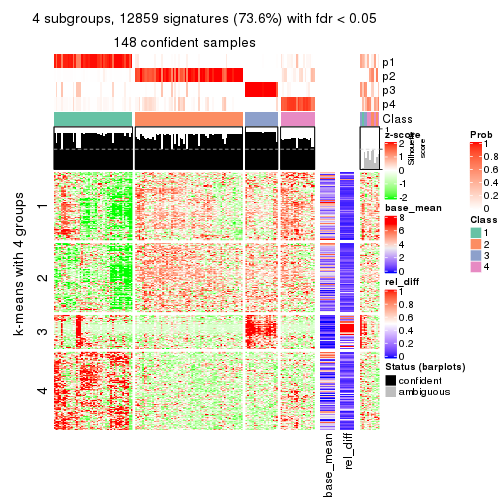 4 subgroups, 12859 signatures (73.6%) with fdr < 0.05
148 confident samples
p1
p2
p3
p4
Class
1
Silhouette
score
k-means with 4 groups
1
2
3
4
base_mean
rel_diff
z-score
2
1
0
-1
-2
base_mean
8
6
4
2
0
rel_diff
1
0.8
0.6
0.4
0.2
0
Status (barplots)
confident
ambiguous
Prob
1
0.8
0.6
0.4
0.2
0
Class
1
2
3
4